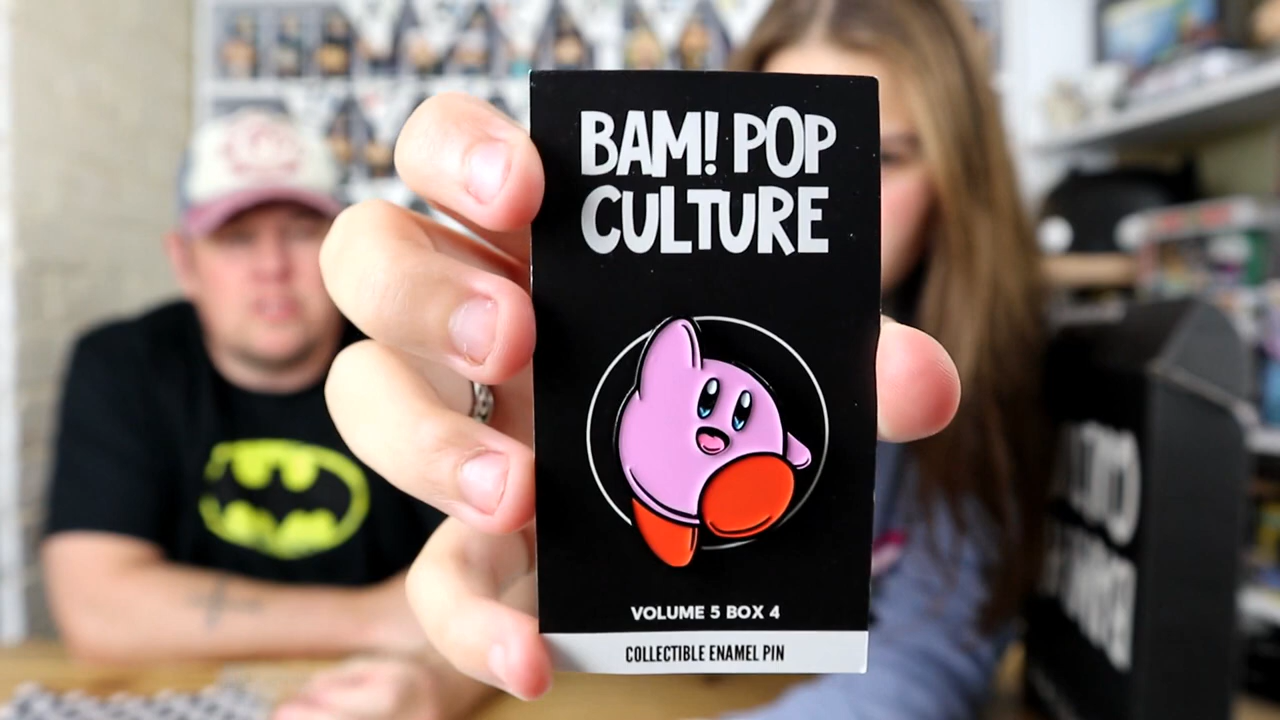 BAM! POP
CULTURE
VOLUME 5 BOX 4
COLLECTIBLE ENAMEL PIN